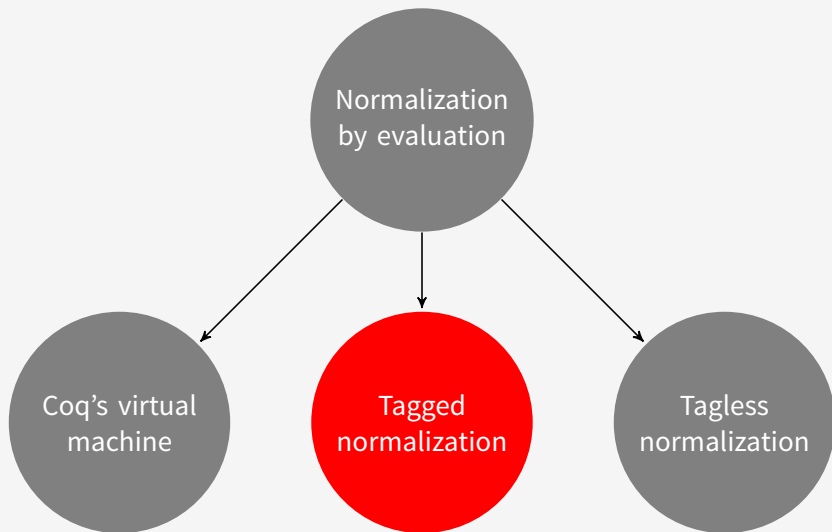 Normalization
by evaluation
Coq's virtual
machine
Tagged
normalization
Tagless
normalization